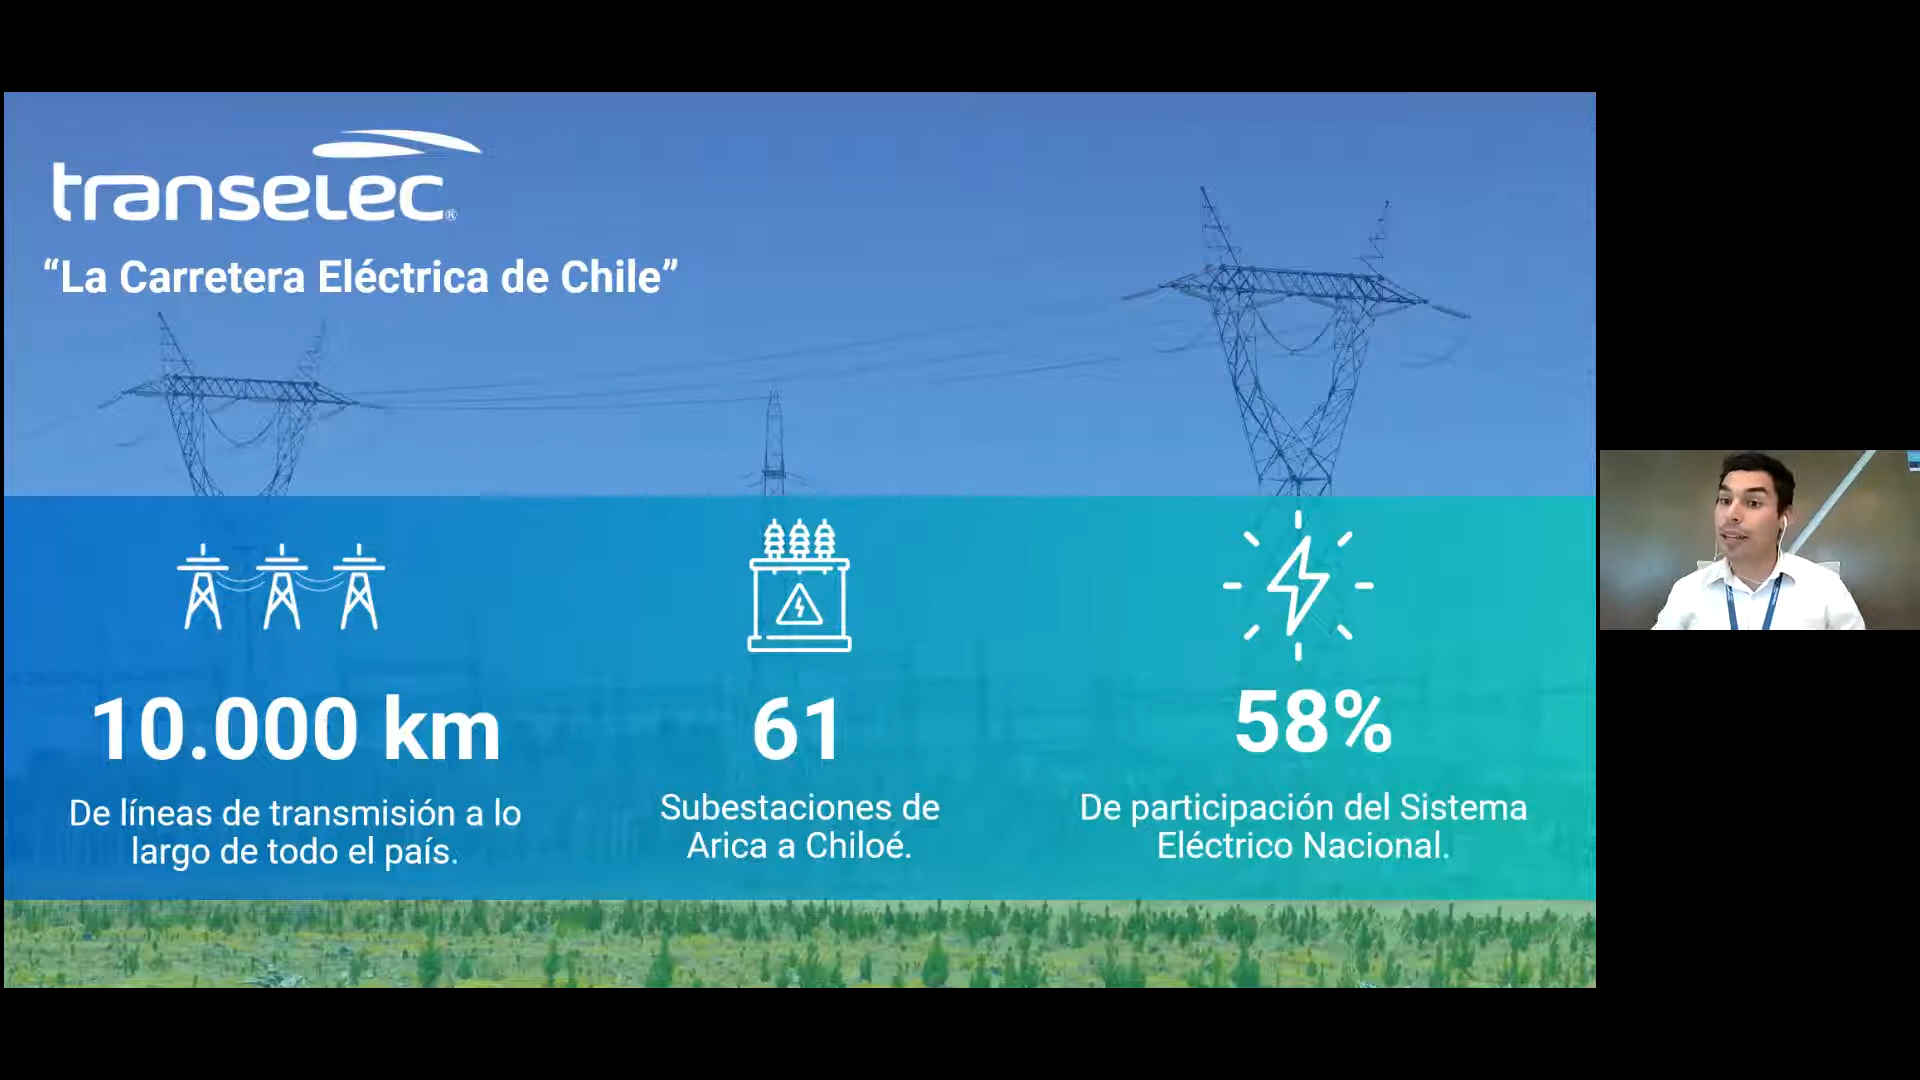 transelec®
“La Carretera Eléctrica de Chile”
10.000 km
De líneas de transmisión a lo
largo de todo el país.
61
Subestaciones de
Arica a Chiloé.
58%
De participación del Sistema
Eléctrico Nacional.